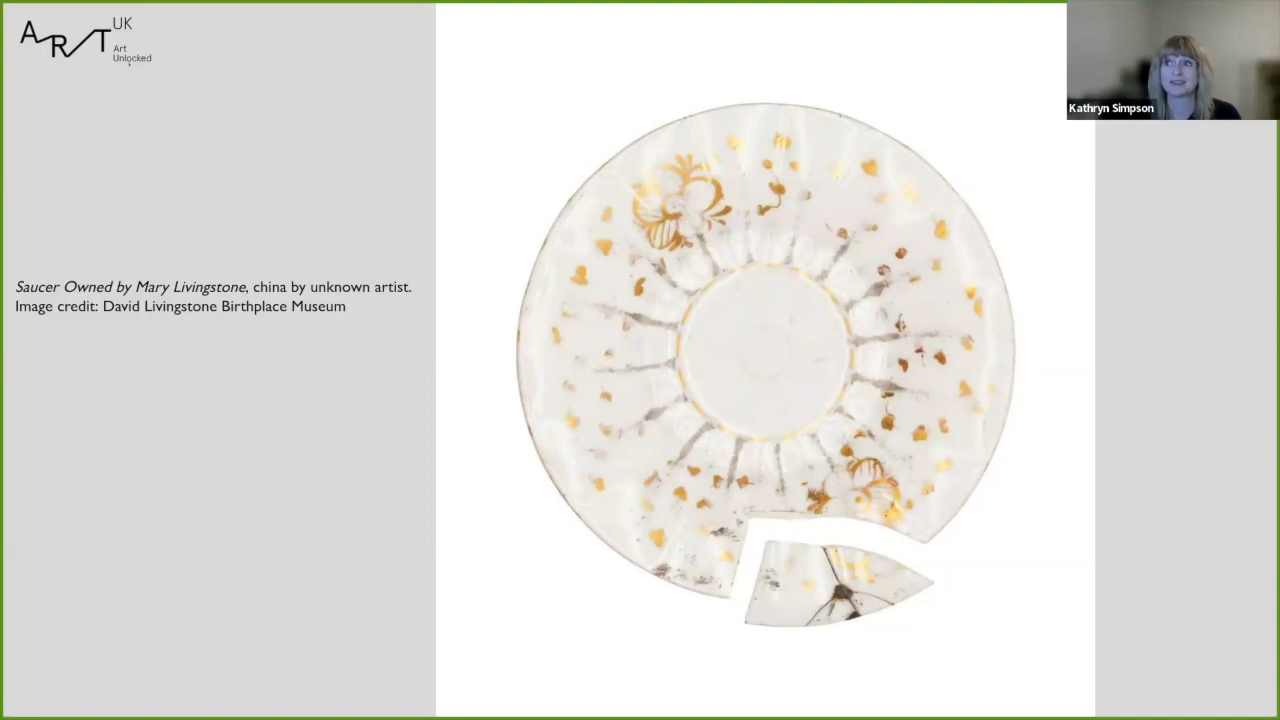 ART UK
Art
Unlocked
Kathryn Simpson
Saucer Owned by Mary Livingstone, china by unknown artist.
Image credit: David Livingstone Birthplace Museum